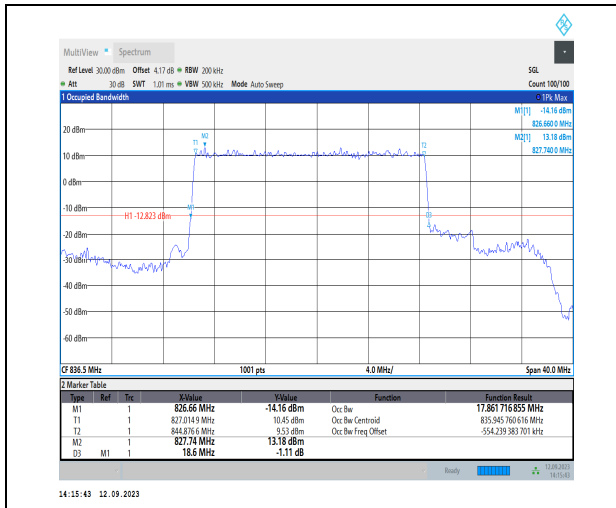 MultiView Spectrum
Ref Level 30.00 dBm Offset 4.17 dB RBW 200 kHz SGL
Att 30 dB SWT 1.01 ms VBW 500 kHz Mode Auto Sweep Count 100/100
1 Occupied Bandwidth 1Pk Max
M1[1] -14.16 dBm
826.660 0 MHz
M2[1] 13.18 dBm
827.740 0 MHz
20 dBm
M2
T1
T2
10 dBm
0 dBm
-10 dBm
M1
H1 -12.823 dBm
D3
-20 dBm
-30 dBm
-40 dBm
-50 dBm
-60 dBm
CF 836.5 MHz 1001 pts 4.0 MHz/ Span 40.0 MHz
2 Marker Table
Type Ref Trc X-Value Y-Value Function Function Result
M1 1 826.66 MHz -14.16 dBm Occ Bw 17.861 716 855 MHz
T1 1 827.014 9 MHz 10.45 dBm Occ Bw Centroid 835.945 760 616 MHz
T2 1 844.876 6 MHz 9.53 dBm Occ Bw Freq Offset -554.239 383 701 kHz
M2 1 827.74 MHz 13.18 dBm
D3 M1 1 18.6 MHz -1.11 dB
Ready 12.09.2023
14:15:43
14:15:43 12.09.2023